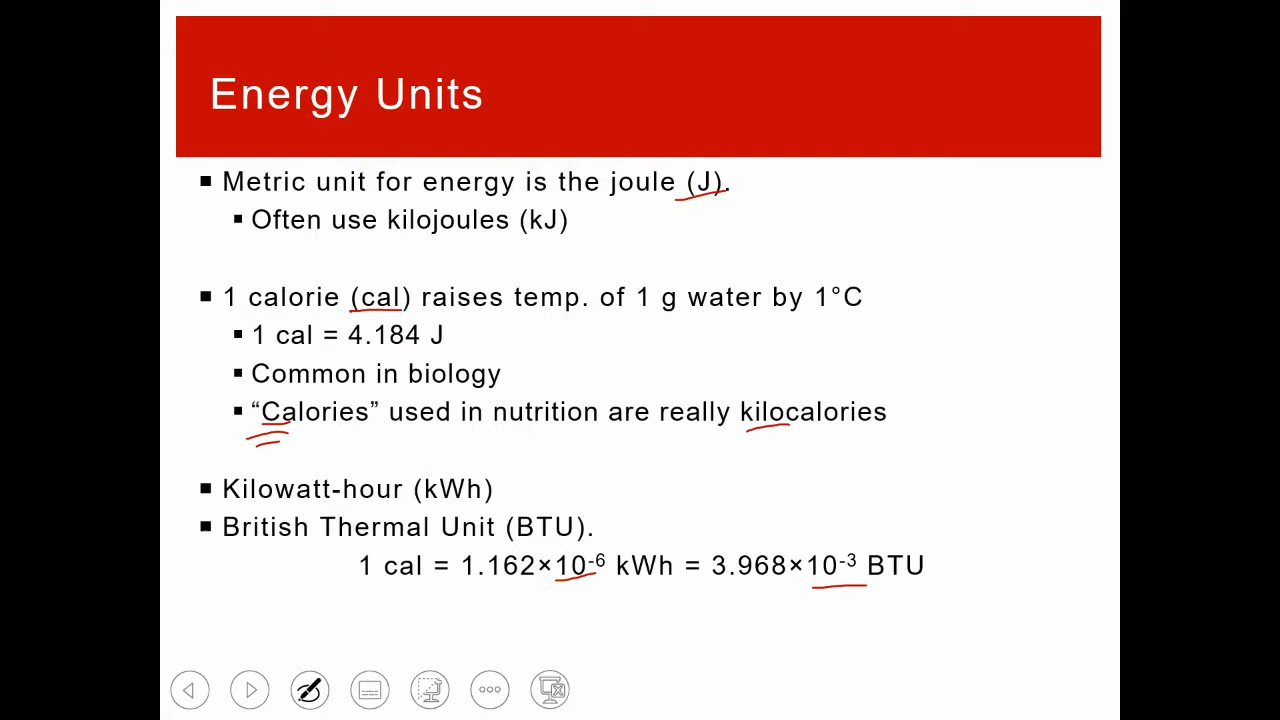 Energy Units
▪ Metric unit for energy is the joule (J).
▪ Often use kilojoules (kJ)
▪ 1 calorie (cal) raises temp. of 1 g water by 1°C
▪ 1 cal = 4.184 J
▪ Common in biology
▪ “Calories” used in nutrition are really kilocalories
▪ Kilowatt-hour (kWh)
▪ British Thermal Unit (BTU).
1 cal = 1.162×10⁻⁶ kWh = 3.968×10⁻³ BTU